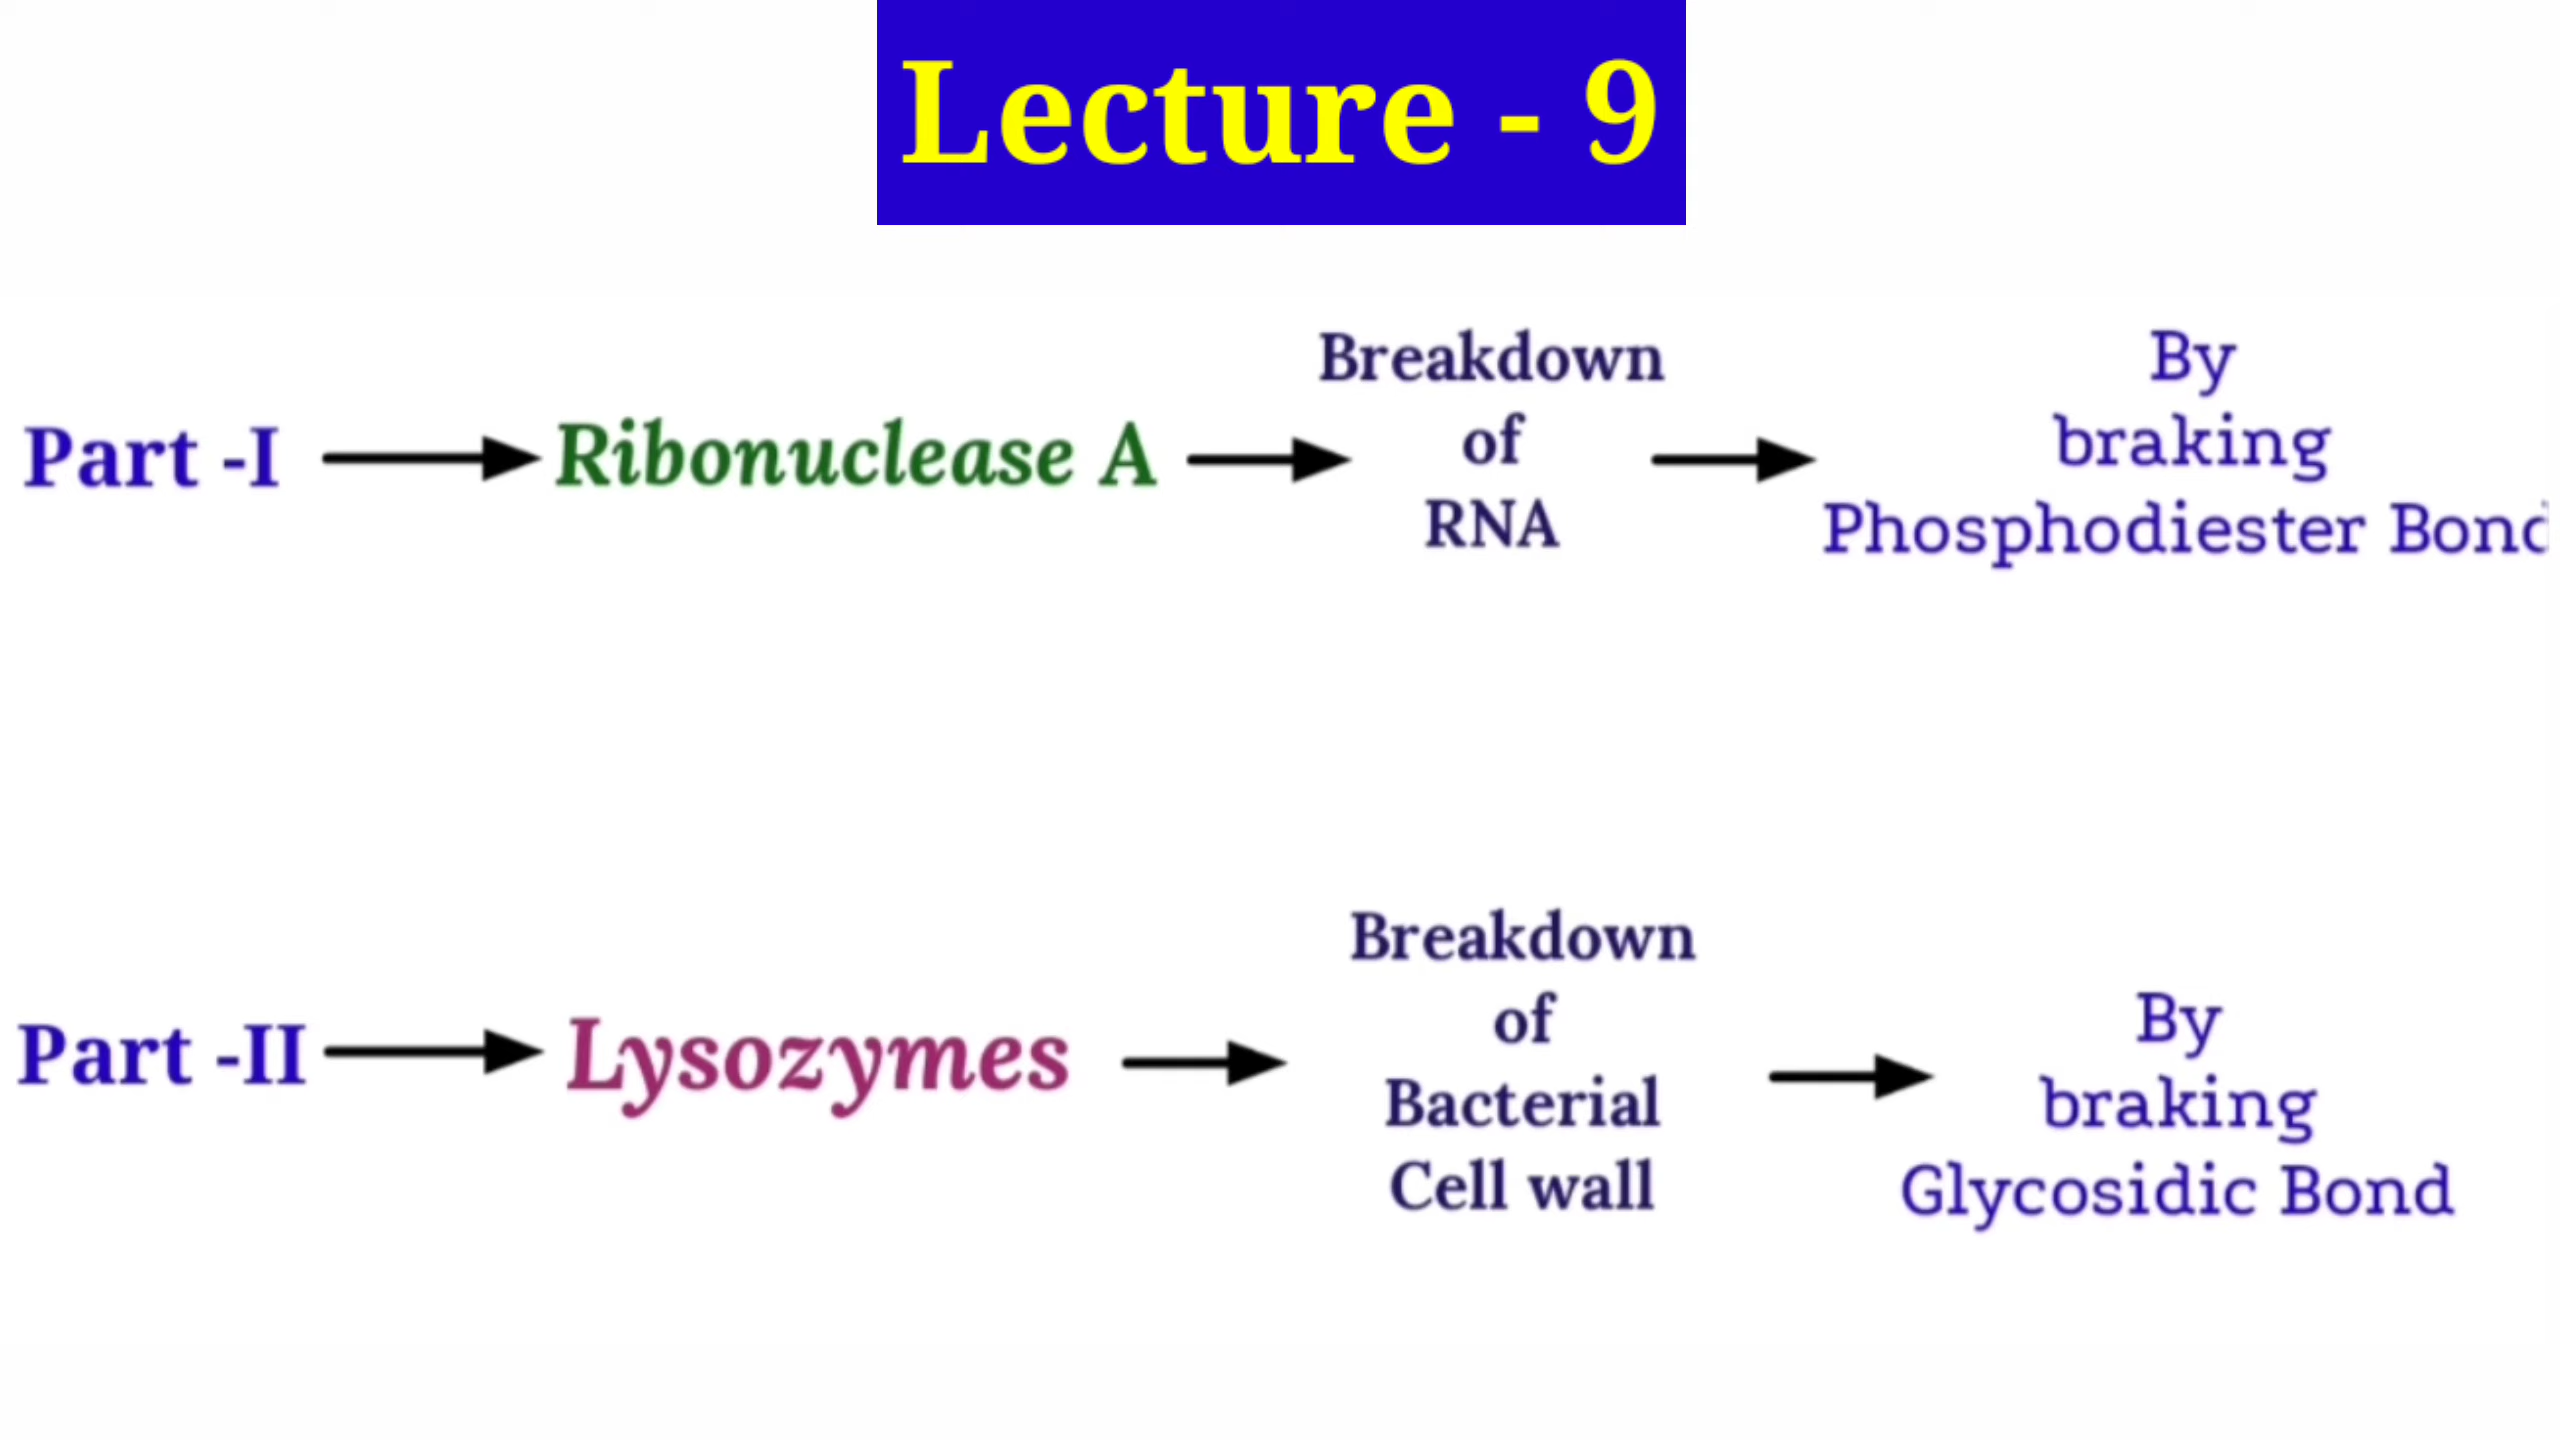 Lecture - 9
Part -I
Ribonuclease A
Breakdown
of
RNA
By
braking
Phosphodiester Bond
Part -II
Lysozymes
Breakdown
of
Bacterial
Cell wall
By
braking
Glycosidic Bond